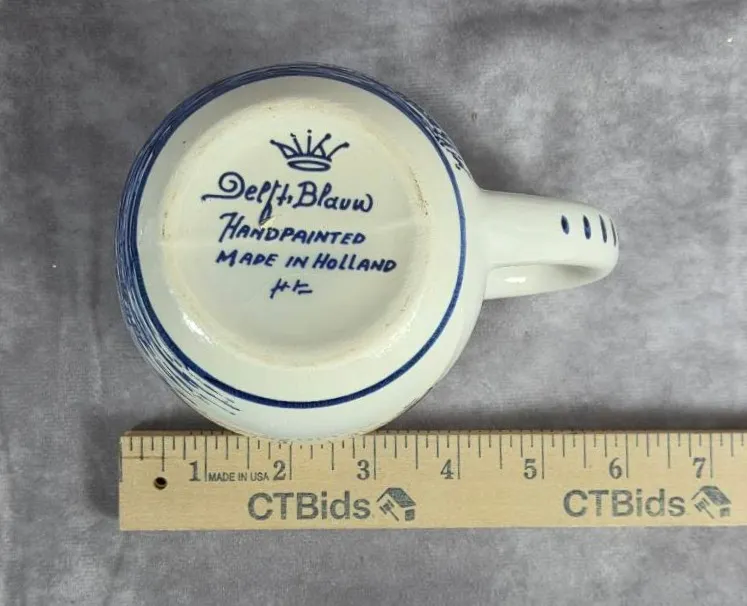 Delft, Blauw
HANDPAINTED
MADE IN HOLLAND
1 MADE IN USA 2 3 4 5 6 7
CTBids CTBids